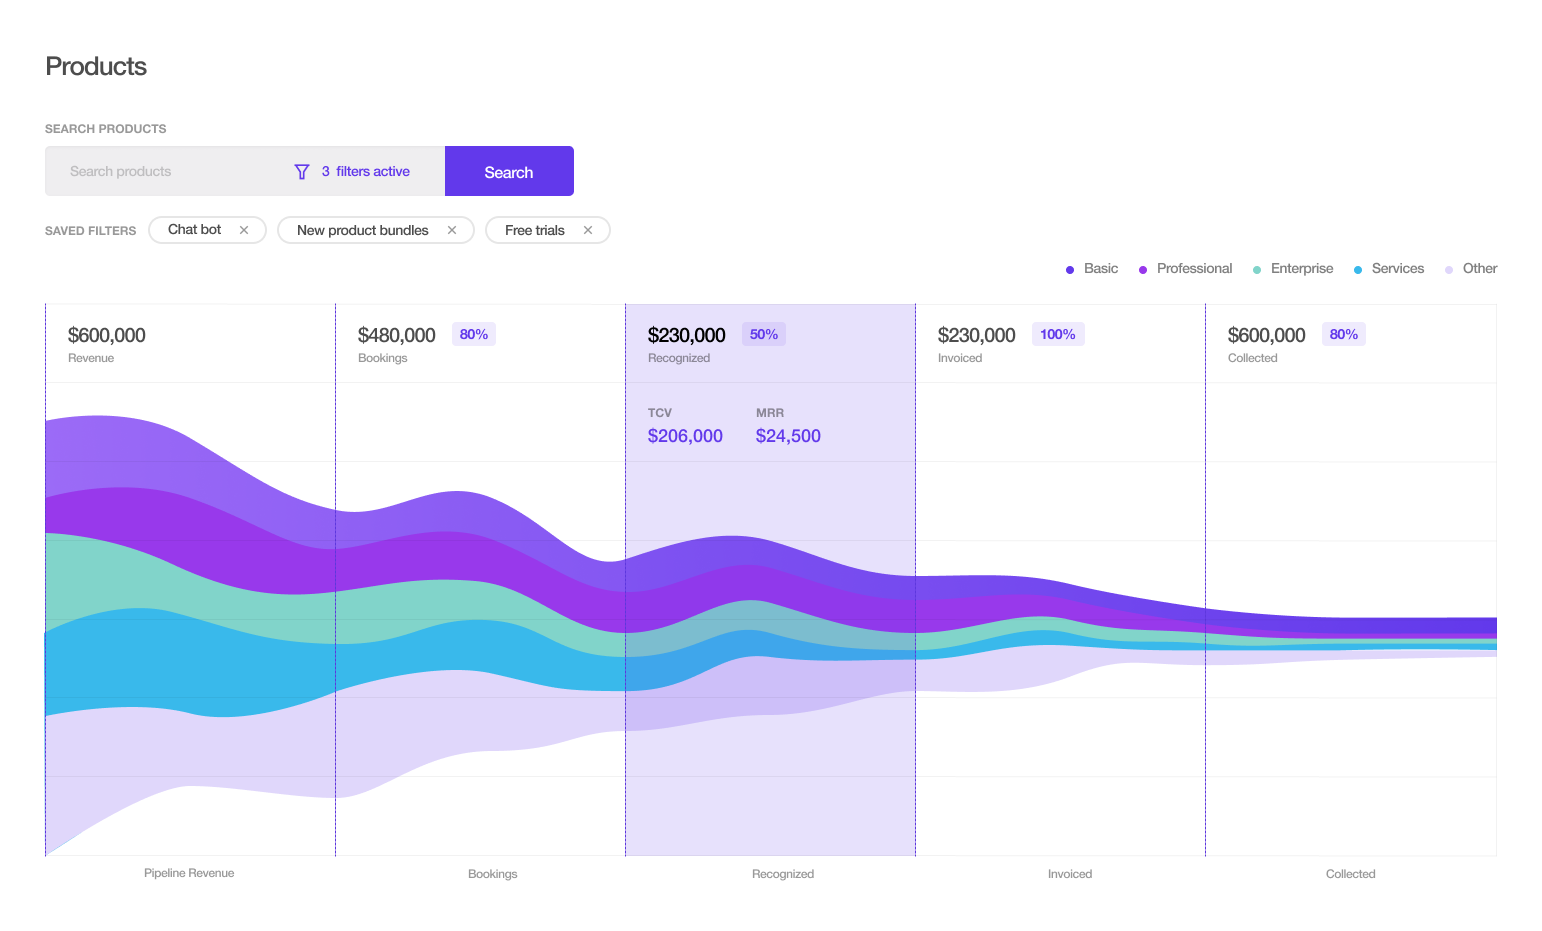 Products
SEARCH PRODUCTS
Search products 3 filters active Search
SAVED FILTERS Chat bot New product bundles Free trials
Basic Professional Enterprise Services Other
$600,000 $480,000 80% $230,000 50% $230,000 100% $600,000 80%
Revenue Bookings Recognized Invoiced Collected
TCV MRR
$206,000 $24,500
Pipeline Revenue Bookings Recognized Invoiced Collected